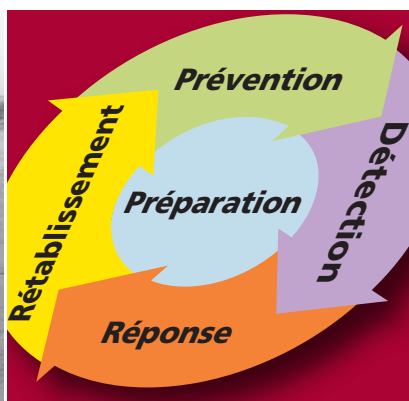 Prévention
Détection
Préparation
Rétablissement
Réponse